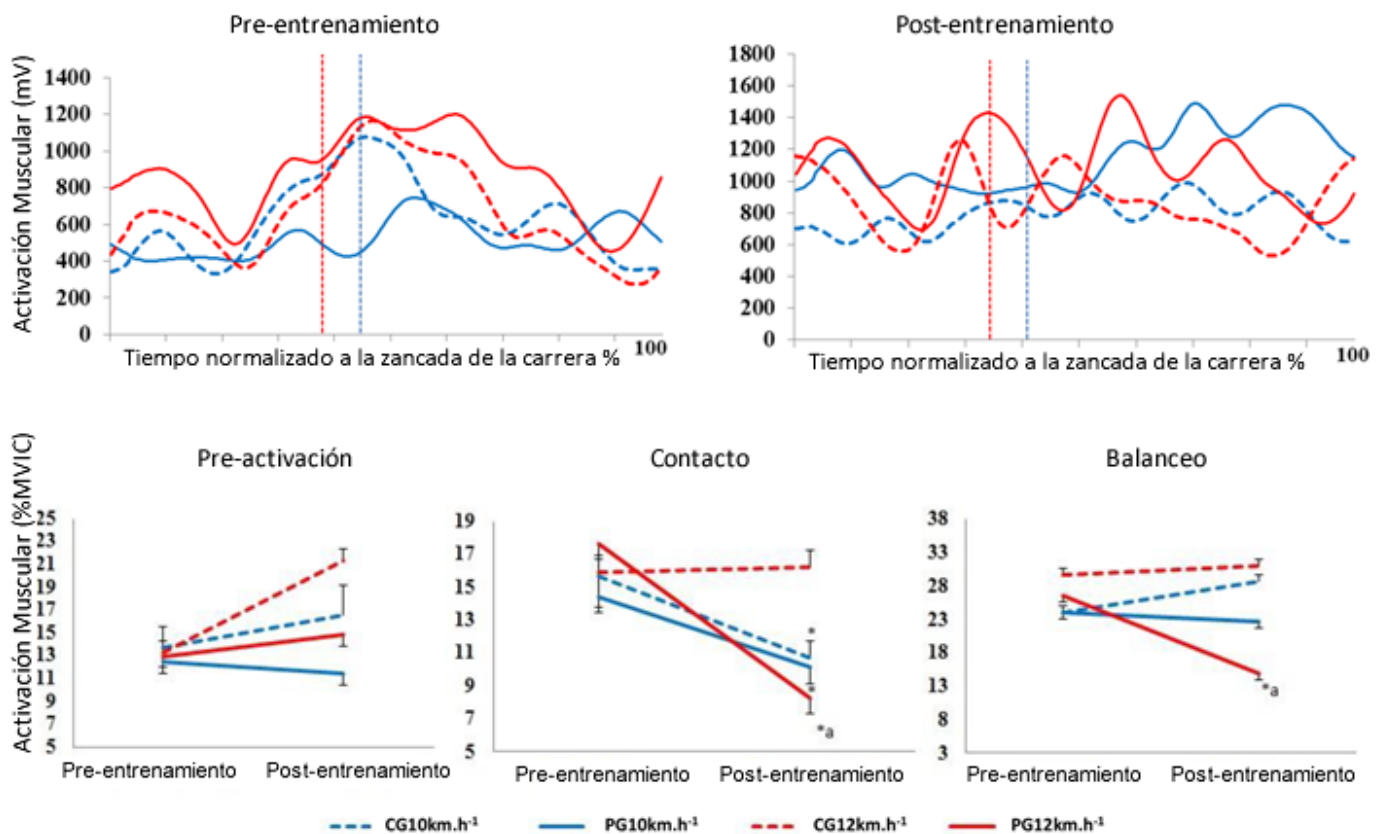 Pre-entrenamiento
Post-entrenamiento
Activación Muscular (mV)
1400
1200
1000
800
600
400
200
0
Tiempo normalizado a la zancada de la carrera %
100
1800
1600
1400
1200
1000
800
600
400
200
0
Tiempo normalizado a la zancada de la carrera %
100
Activación Muscular (%MVIC)
Pre-activación
25
23
21
19
17
15
13
11
9
7
5
Pre-entrenamiento
Post-entrenamiento
Contacto
19
17
15
13
11
9
7
5
*
*
*a
Pre-entrenamiento
Post-entrenamiento
Balanceo
38
33
28
23
18
13
8
3
*a
Pre-entrenamiento
Post-entrenamiento
CG10km.h⁻¹
PG10km.h⁻¹
CG12km.h⁻¹
PG12km.h⁻¹